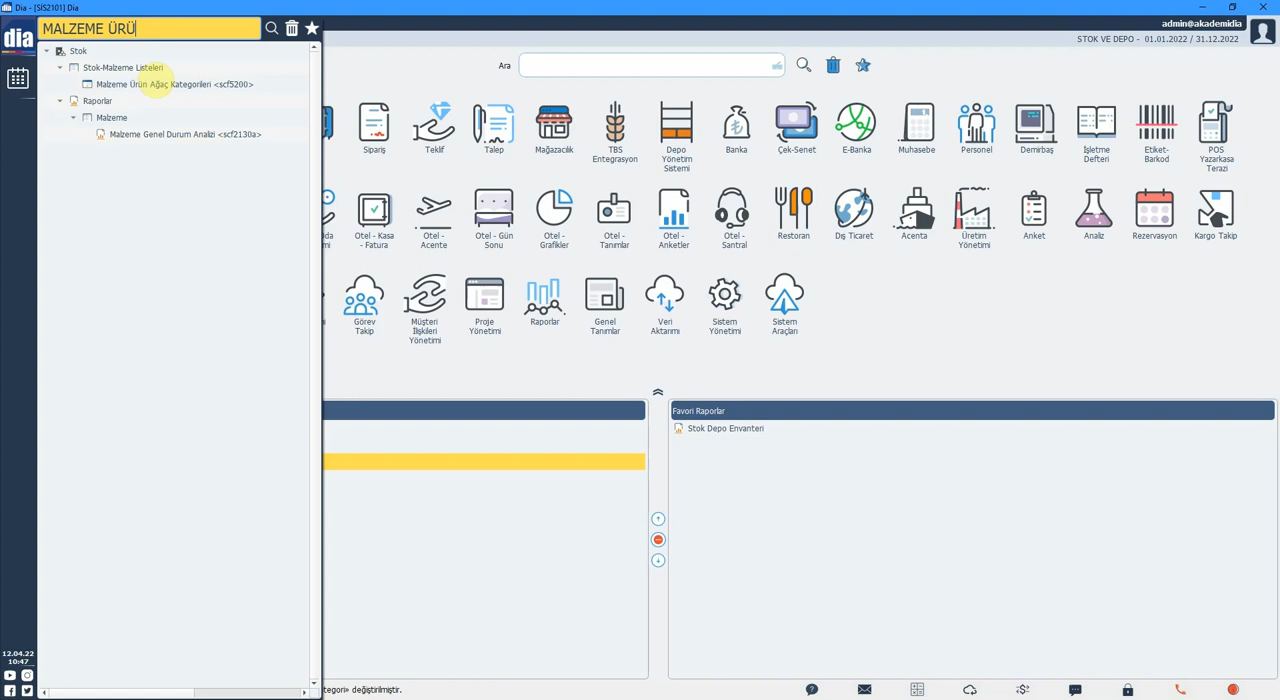 Dia - [SIS2101] Dia
dia
MALZEME ÜRÜ
admin@akademidia
STOK VE DEPO - 01.01.2022 / 31.12.2022
Stok
Stok-Malzeme Listeleri
Malzeme Ürün Ağaç Kategorileri <scf5200>
Raporlar
Malzeme
Malzeme Genel Durum Analizi <scf2130a>
Ara
Sipariş
Teklif
Talep
Mağazacılık
TBS
Entegrasyon
Depo
Yönetim
Sistemi
Banka
Çek-Senet
E-Banka
Muhasebe
Personel
Demirbaş
İşletme
Defteri
Etiket-
Barkod
POS
Yazarkasa
Terazi
Otel - Kasa
- Fatura
Otel -
Acente
Otel - Gün
Sonu
Otel -
Grafikler
Otel -
Tanımlar
Otel -
Anketler
Otel -
Santral
Restoran
Dış Ticaret
Acenta
Üretim
Yönetimi
Anket
Analiz
Rezervasyon
Kargo Takip
Görev
Takip
Müşteri
İlişkileri
Yönetimi
Proje
Yönetimi
Raporlar
Genel
Tanımlar
Veri
Aktarımı
Sistem
Yönetimi
Sistem
Araçları
Favori Raporlar
Stok Depo Envanteri
12.04.22
10:47
tegori» değiştirilmiştir.